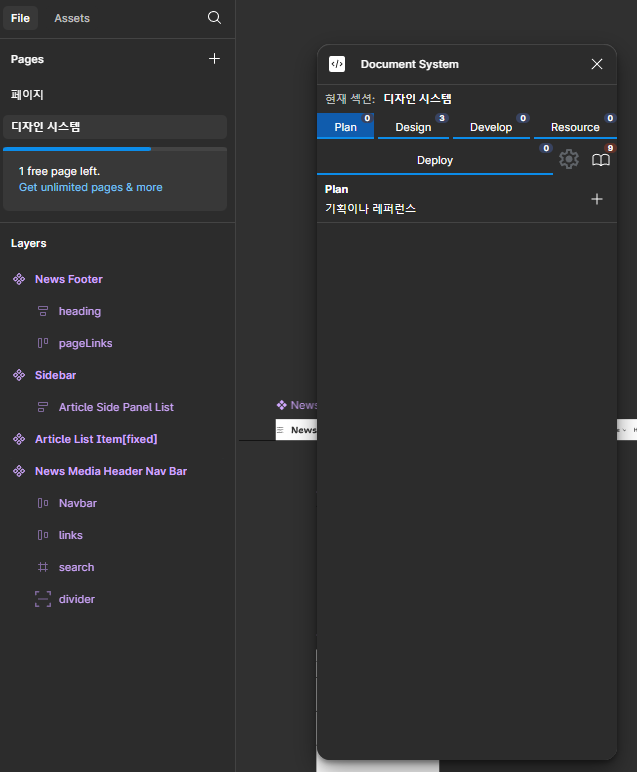 File
Assets
Pages
페이지
디자인 시스템
1 free page left.
Get unlimited pages & more
Layers
News Footer
heading
pageLinks
Sidebar
Article Side Panel List
Article List Item[fixed]
News Media Header Nav Bar
Navbar
links
search
divider
News
News
Document System
현재 섹션: 디자인 시스템
Plan 0
Design 3
Develop 0
Resource 0
Deploy 0
9
Plan
기획이나 레퍼런스